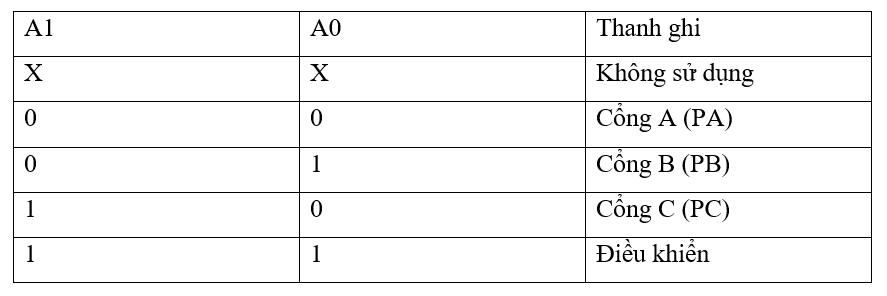 A1 A0 Thanh ghi
X X Không sử dụng
0 0 Cổng A (PA)
0 1 Cổng B (PB)
1 0 Cổng C (PC)
1 1 Điều khiển